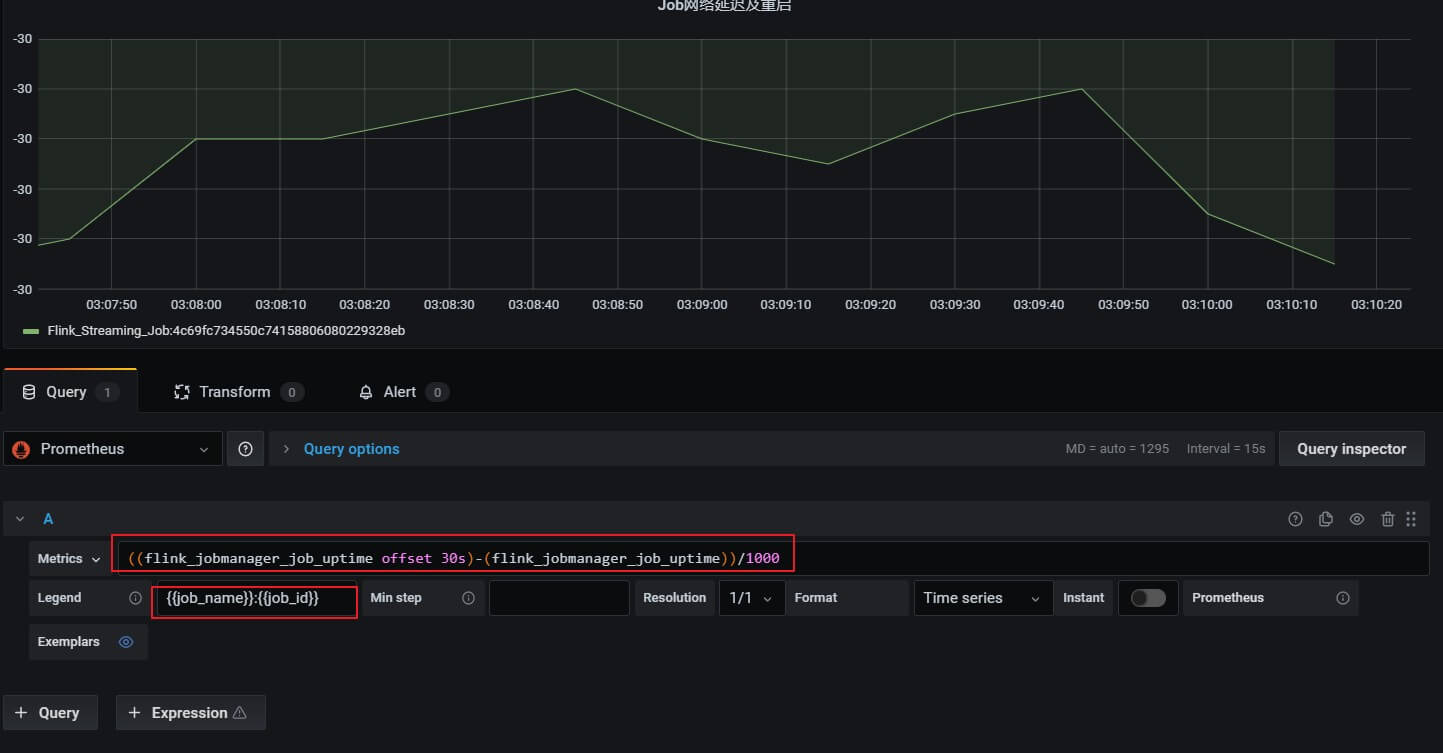 Job网络延迟及重启
-30
-30
-30
-30
-30
-30
03:07:50 03:08:00 03:08:10 03:08:20 03:08:30 03:08:40 03:08:50 03:09:00 03:09:10 03:09:20 03:09:30 03:09:40 03:09:50 03:10:00 03:10:10 03:10:20
Flink_Streaming_Job:4c69fc734550c74158806080229328eb
Query 1 Transform 0 Alert 0
Prometheus Query options MD = auto = 1295 Interval = 15s Query inspector
A
Metrics ((flink_jobmanager_job_uptime offset 30s)-(flink_jobmanager_job_uptime))/1000
Legend {{job_name}}:{{job_id}} Min step Resolution 1/1 Format Time series Instant Prometheus
Exemplars
+ Query + Expression